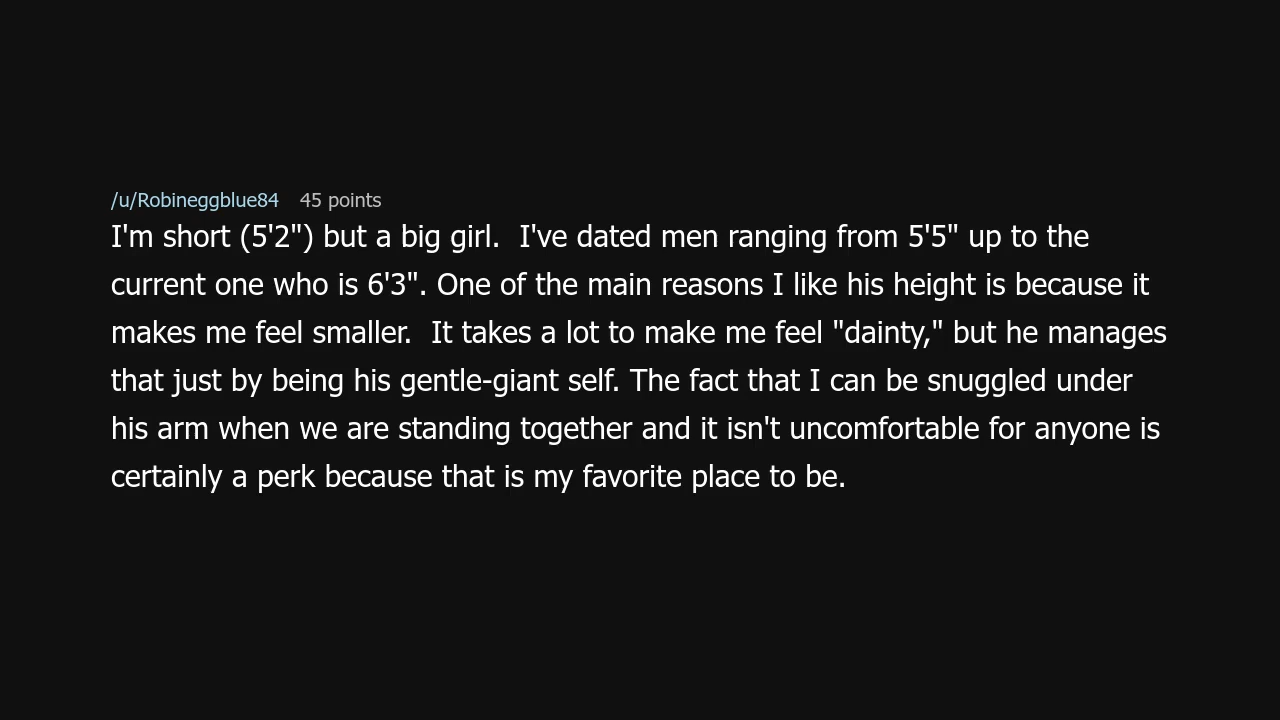 /u/Robineggblue84 45 points
I'm short (5'2") but a big girl.  I've dated men ranging from 5'5" up to the
current one who is 6'3". One of the main reasons I like his height is because it
makes me feel smaller.  It takes a lot to make me feel "dainty," but he manages
that just by being his gentle-giant self. The fact that I can be snuggled under
his arm when we are standing together and it isn't uncomfortable for anyone is
certainly a perk because that is my favorite place to be.